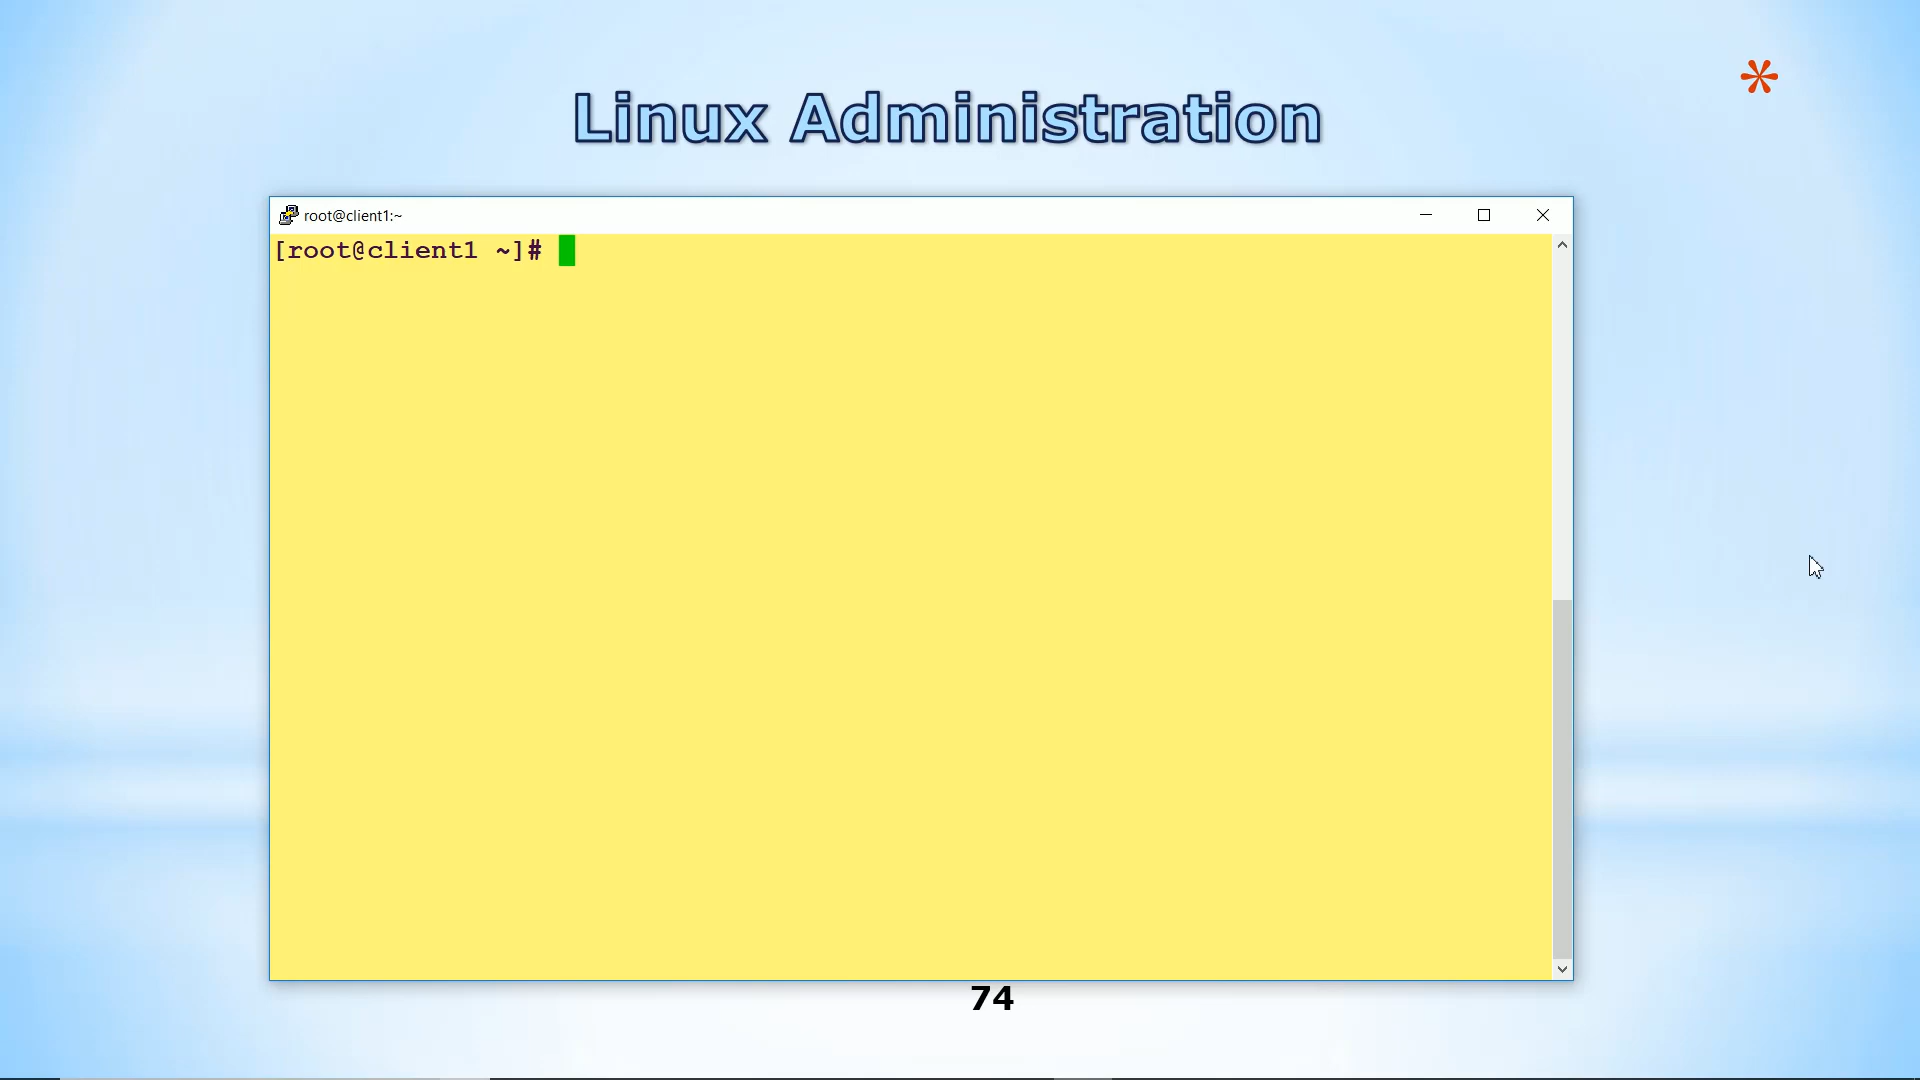 *
Linux Administration
root@client1:~
[root@client1 ~]#
74